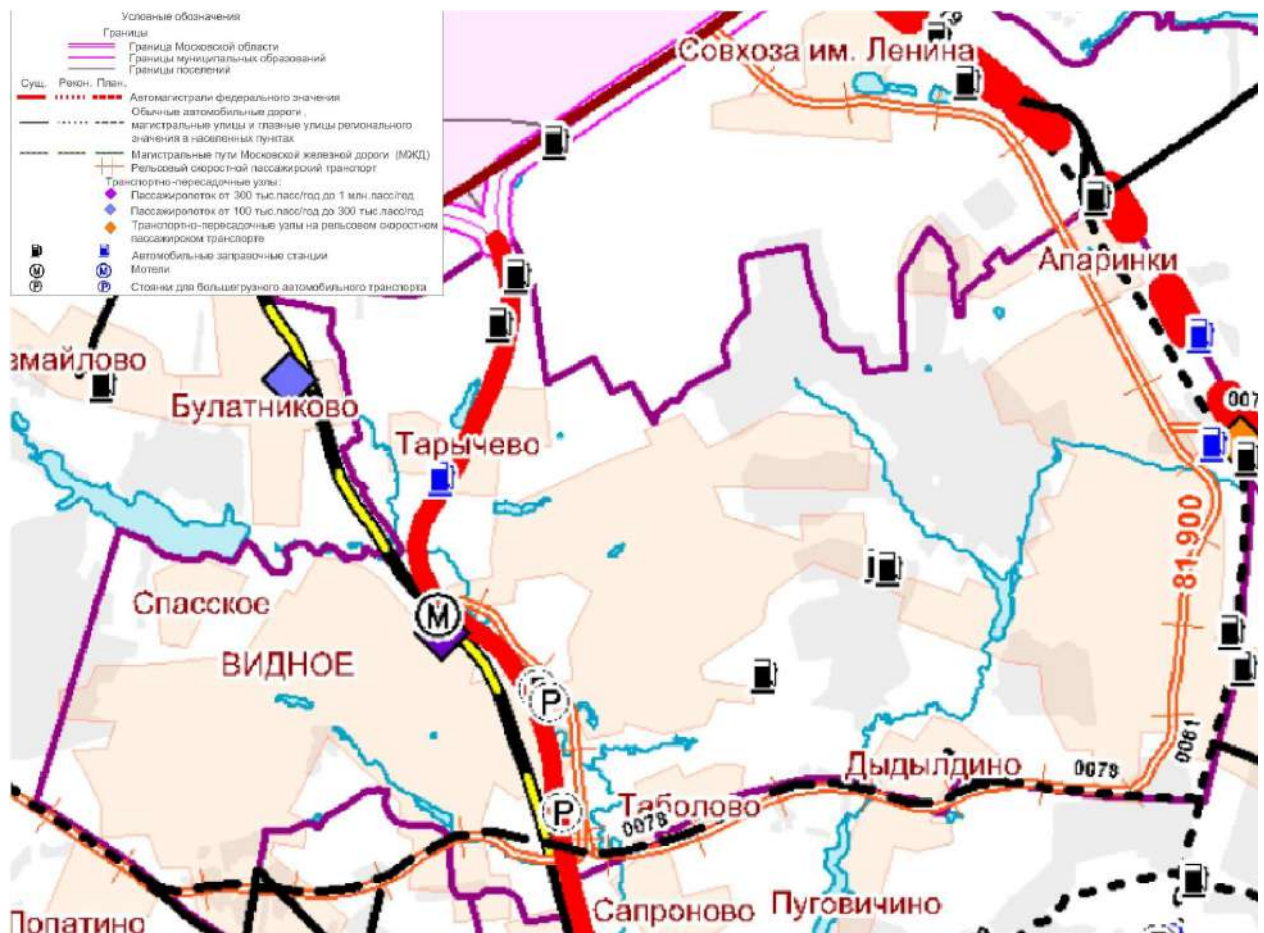 Условные обозначения
Границы
Граница Московской области
Границы муниципальных образований
Границы поселений
Сущ. Рекон. План.
Автомагистрали федерального значения
Обычные автомобильные дороги ,
магистральные улицы и главные улицы регионального
значения в населенных пунктах
Магистральные пути Московской железной дороги (МЖД)
Рельсовый скоростной пассажирский транспорт
Транспортно-пересадочные узлы:
Пассажиропоток от 300 тыс.пасс/год до 1 млн.пасс/год
Пассажиропоток от 100 тыс.пасс/год до 300 тыс.пасс/год
Транспортно-пересадочные узлы на рельсовом скоростном
пассажирском транспорте
Автомобильные заправочные станции
М М Мотели
Р Р Стоянки для большегрузного автомобильного транспорта
Совхоза им. Ленина
Апаринки
змайлово
Булатниково
007
Тарычево
81-900
Спасское
М
ВИДНОЕ
Р
0061
Дыдылдино
0078
Р
Таболово
0078
Сапроново
Пуговичино
Лопатино